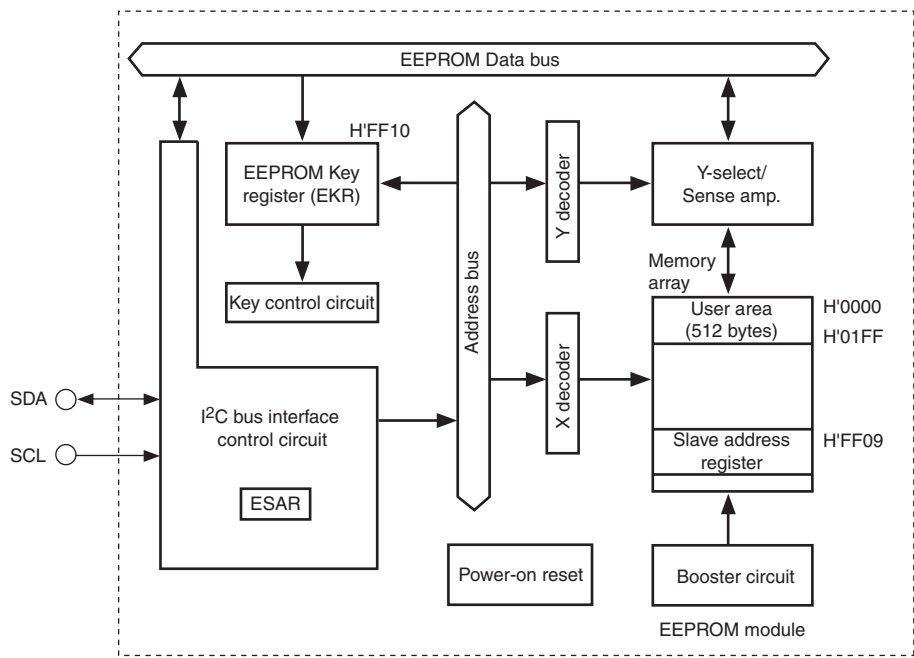 EEPROM Data bus
H'FF10
EEPROM Key
register (EKR)
Key control circuit
Address bus
Y decoder
Y-select/
Sense amp.
Memory
array
User area
(512 bytes)
H'0000
H'01FF
X decoder
SDA
SCL
I²C bus interface
control circuit
ESAR
Slave address
register
H'FF09
Power-on reset
Booster circuit
EEPROM module